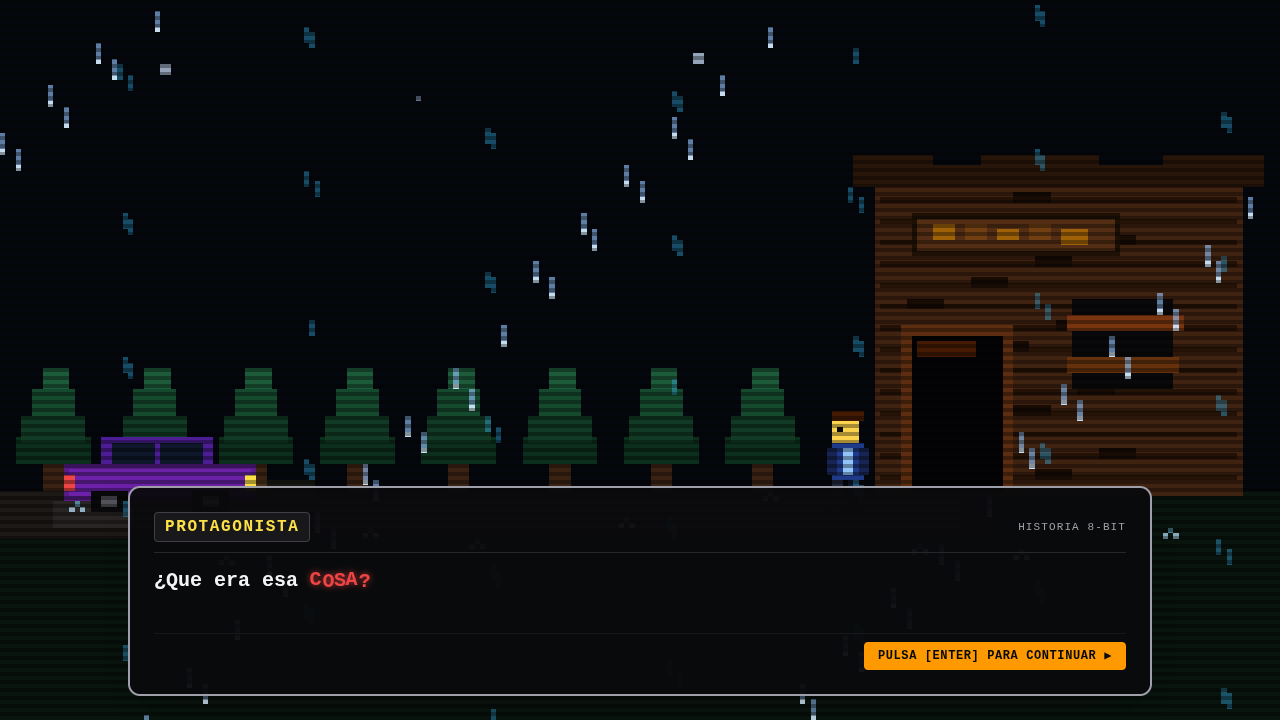 PROTAGONISTA
HISTORIA 8-BIT
¿Que era esa COSA?
PULSA [ENTER] PARA CONTINUAR ▶